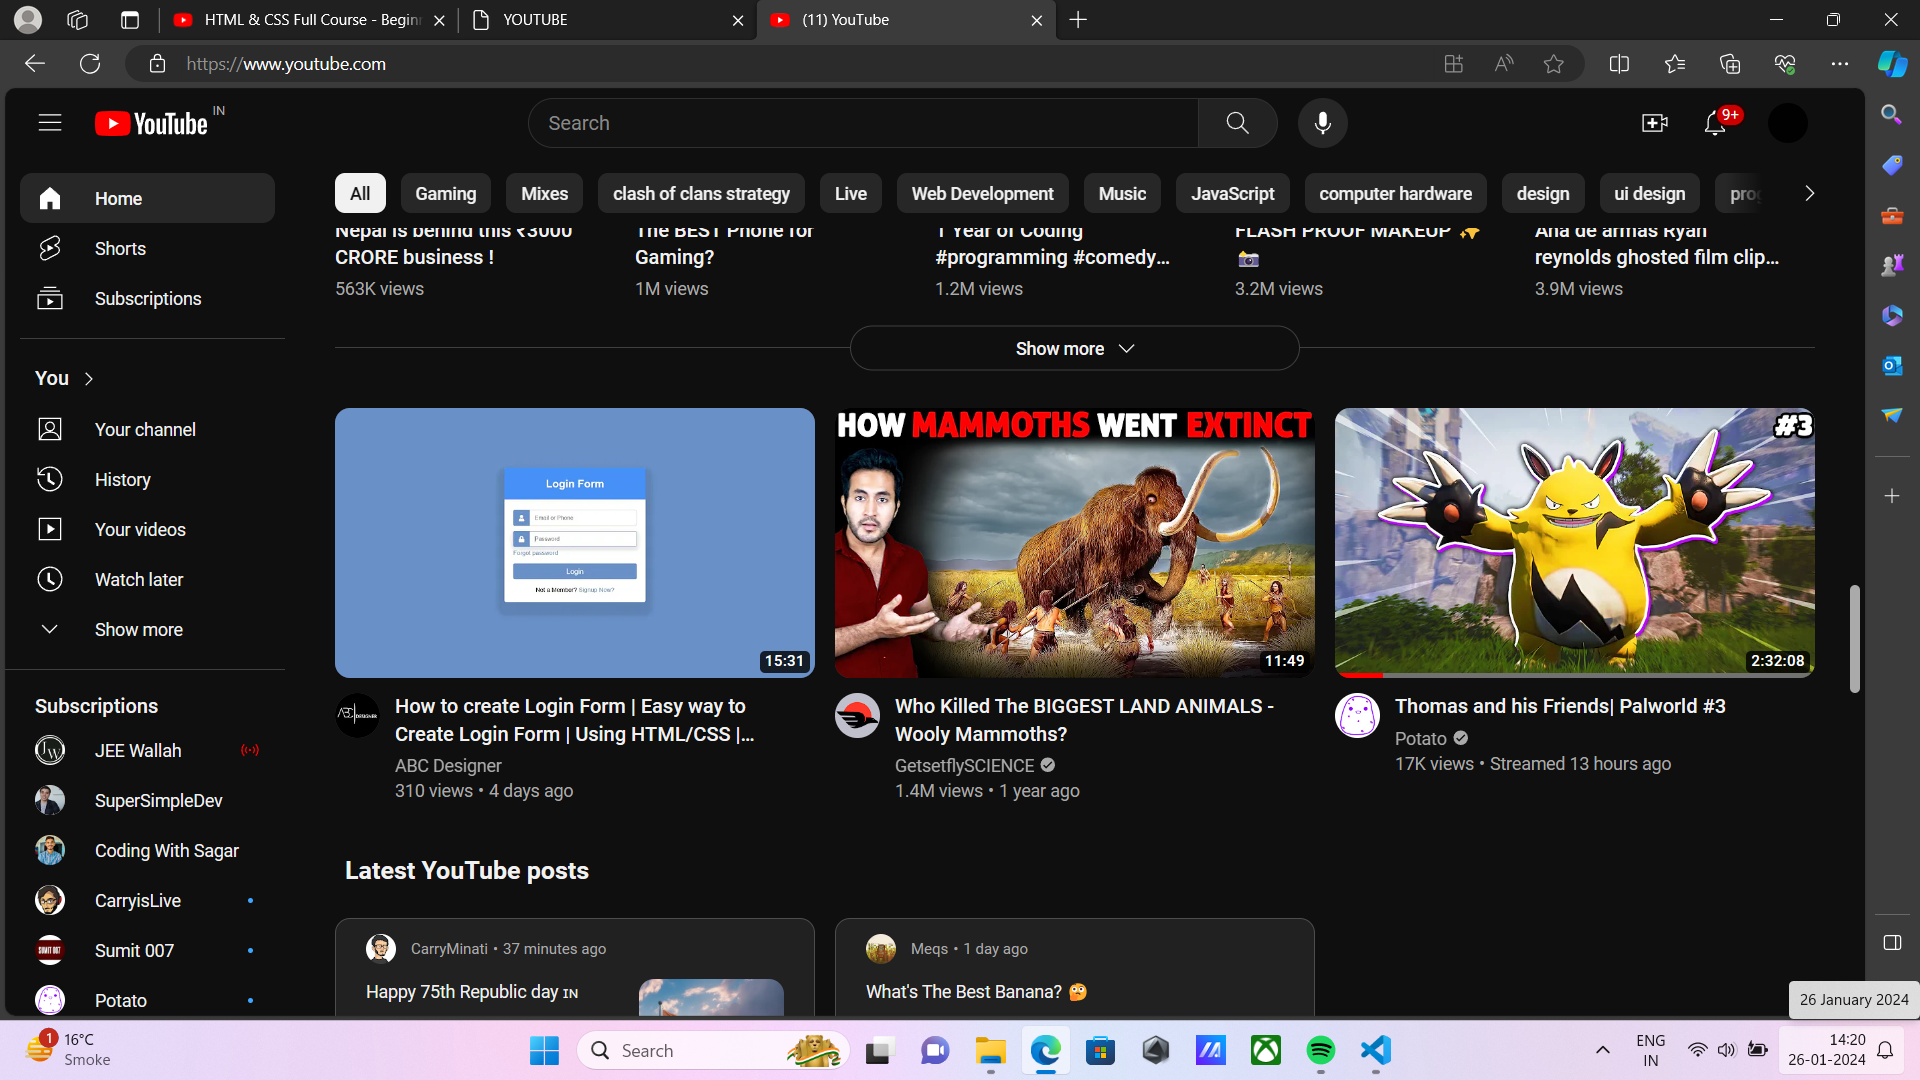 HTML & CSS Full Course - Begin
YOUTUBE
(11) YouTube
https://www.youtube.com
YouTube IN
Search
9+
Home
Shorts
Subscriptions
You
Your channel
History
Your videos
Watch later
Show more
Subscriptions
JEE Wallah
SuperSimpleDev
Coding With Sagar
CarryisLive
Sumit 007
Potato
All
Gaming
Mixes
clash of clans strategy
Live
Web Development
Music
JavaScript
computer hardware
design
ui design
Nepal is behind this ₹3000
CRORE business !
563K views
The BEST Phone for
Gaming?
1M views
1 Year of Coding
#programming #comedy...
1.2M views
FLASH PROOF MAKEUP ✨
📸
3.2M views
Ana de armas Ryan
reynolds ghosted film clip...
3.9M views
Show more
Login Form
Email or Phone
Password
Forgot password
Login
Not a Member? Signup Now?
15:31
How to create Login Form | Easy way to
Create Login Form | Using HTML/CSS |...
ABC Designer
310 views • 4 days ago
HOW MAMMOTHS WENT EXTINCT
11:49
Who Killed The BIGGEST LAND ANIMALS -
Wooly Mammoths?
GetsetflySCIENCE
1.4M views • 1 year ago
#3
2:32:08
Thomas and his Friends| Palworld #3
Potato
17K views • Streamed 13 hours ago
Latest YouTube posts
CarryMinati • 37 minutes ago
Happy 75th Republic day IN
Meqs • 1 day ago
What's The Best Banana? 🤔
26 January 2024
1
16°C
Smoke
Search
ENG
IN
14:20
26-01-2024